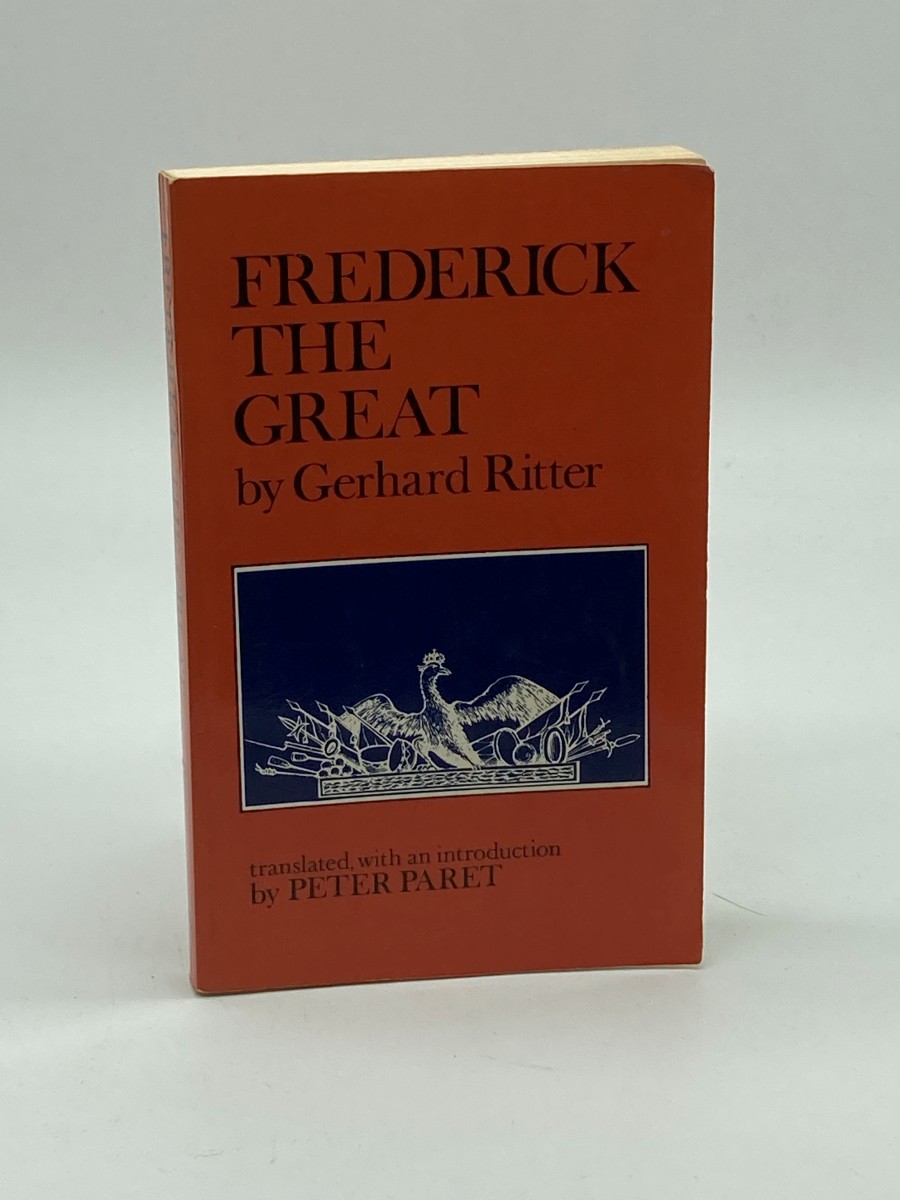 FREDERICK
THE
GREAT
by Gerhard Ritter
translated, with an introduction
by PETER PARET